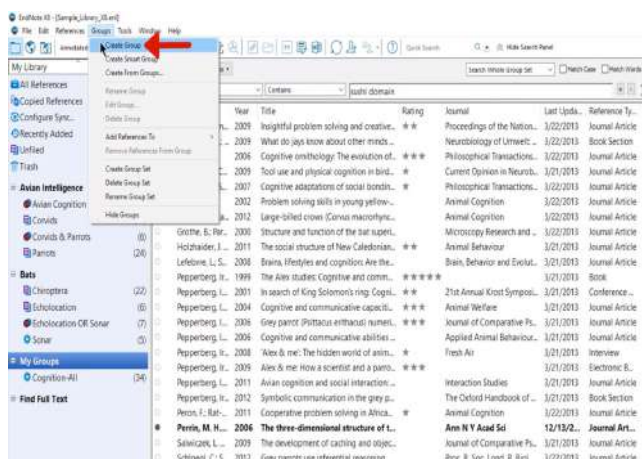 EndNote X8 - [Sample_Library_X8.enl]
File Edit References Groups Tools Window Help
Annotated
Quick Search
Hide Search Panel
Create Group
Create Smart Group...
Create From Groups...
Rename Group
Edit Group...
Delete Group
Add References To
Remove References From Group
Create Group Set
Delete Group Set
Rename Group Set
Hide Groups
My Library
All References
Copied References
Configure Sync...
Recently Added
Unfiled
Trash
Avian Intelligence
Avian Cognition
Corvids
Corvids & Parrots (6)
Parrots (24)
Bats
Chiroptera (22)
Echolocation (6)
Echolocation OR Sonar (7)
Sonar (5)
My Groups
Cognition-All (34)
Find Full Text
Search Whole Group Set Match Case Match Words
Contains sushi domain
Year Title Rating Journal Last Upda... Reference Ty...
2009 Insightful problem solving and creative... ★★ Proceedings of the Nation... 3/22/2013 Journal Article
2009 What do jays know about other minds... Neurobiology of Umwelt: ... 3/22/2013 Book Section
2006 Cognitive ornithology: The evolution of... ★★★ Philosophical Transactions... 3/22/2013 Journal Article
2009 Tool use and physical cognition in bird... ★ Current Opinion in Neurob... 3/21/2013 Journal Article
2007 Cognitive adaptations of social bondin... ★ Philosophical Transactions... 3/22/2013 Journal Article
2002 Problem solving skills in young yellow-... Animal Cognition 3/22/2013 Journal Article
2012 Large-billed crows (Corvus macrorhync... Animal Cognition 3/22/2013 Journal Article
Grothe, B.; Par... 2000 Structure and function of the bat superi... Microscopy Research and ... 3/22/2013 Journal Article
Holzhaider, J. ... 2011 The social structure of New Caledonian... ★★ Animal Behaviour 3/21/2013 Journal Article
Lefebvre, L.; S... 2008 Brains, lifestyles and cognition: Are the... Brain, Behavior and Evolut... 3/21/2013 Journal Article
Pepperberg, Ir... 1999 The Alex studies: Cognitive and comm... ★★★★★ 3/21/2013 Book
Pepperberg, I... 2001 In search of King Solomon's ring: Cogni... ★★ 21st Annual Krost Symposi... 3/21/2013 Conference ...
Pepperberg, I... 2004 Cognitive and communicative capaciti... ★★★ Animal Welfare 3/21/2013 Journal Article
Pepperberg, I... 2006 Grey parrot (Psittacus erithacus) numeri... ★★★ Journal of Comparative Ps... 3/21/2013 Journal Article
Pepperberg, I... 2006 Cognitive and communicative abilities ... Applied Animal Behaviour... 3/21/2013 Journal Article
Pepperberg, Ir... 2008 'Alex & me': The hidden world of anim... ★ Fresh Air 3/21/2013 Interview
Pepperberg, Ir... 2009 Alex & me: How a scientist and a parro... ★★★ 3/21/2013 Electronic B...
Pepperberg, I... 2011 Avian cognition and social interaction: ... Interaction Studies 3/21/2013 Journal Article
Pepperberg, Ir... 2012 Symbolic communication in the grey p... The Oxford Handbook of ... 3/21/2013 Book Section
Peron, F.; Rat-... 2011 Cooperative problem solving in Africa... ★ Animal Cognition 3/22/2013 Journal Article
Perrin, M. H.... 2006 The three-dimensional structure of t... Ann N Y Acad Sci 12/13/2... Journal Art...
Salwiczek, L. ... 2009 The development of caching and objec... Journal of Comparative Ps... 3/21/2013 Journal Article